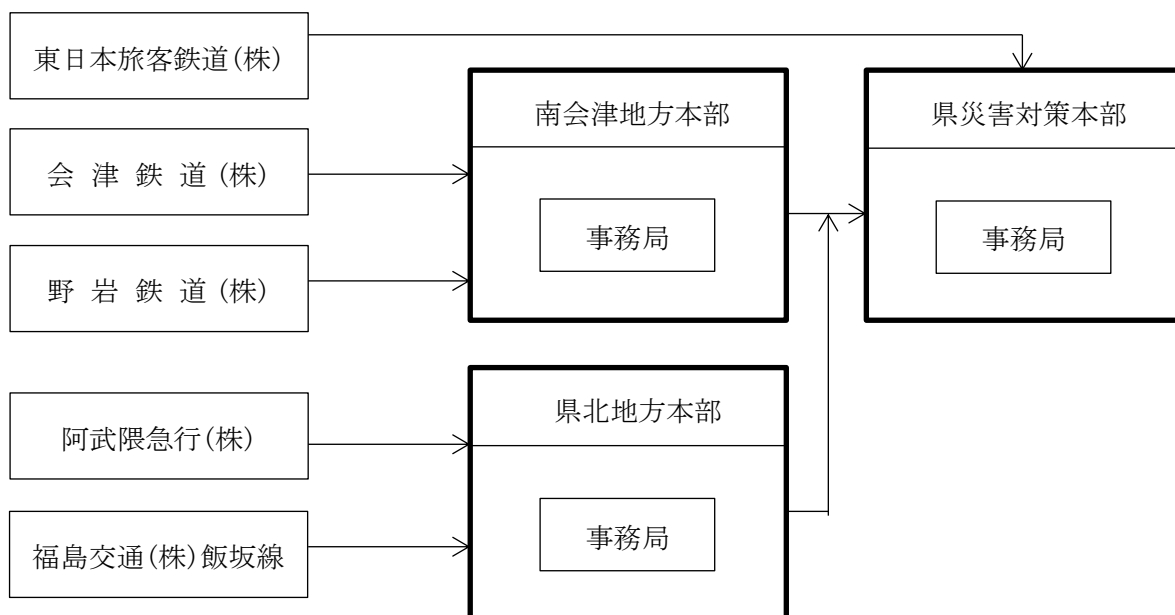 東日本旅客鉄道(株)
会津鉄道(株)
野岩鉄道(株)
阿武隈急行(株)
福島交通(株)飯坂線
南会津地方本部
事務局
県北地方本部
事務局
県災害対策本部
事務局